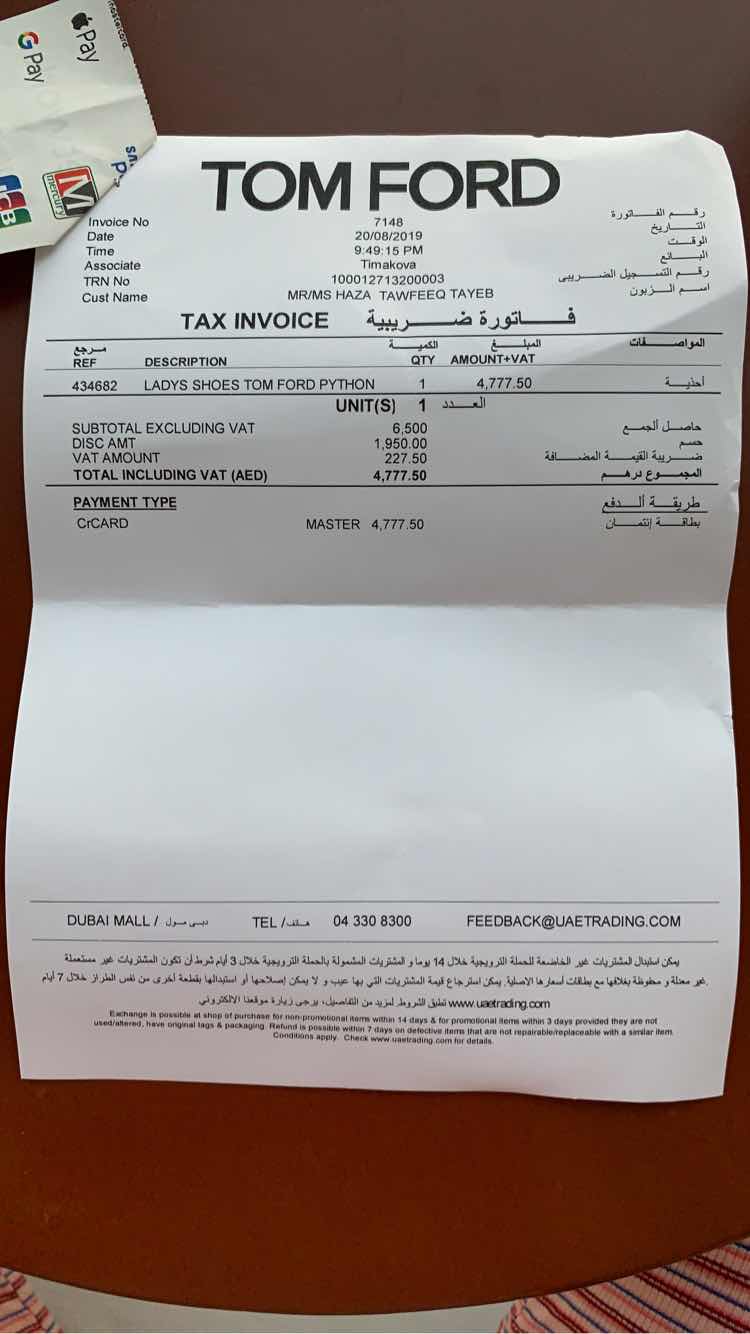 mastercard.
Pay
G Pay
JCB
M
mercury
TOM FORD
Invoice No 7148 رقم الفاتورة
Date 20/08/2019 التاريخ
Time 9:49:15 PM الوقت
Associate Timakova البائع
TRN No 100012713200003 رقم التسجيل الضريبى
Cust Name MR/MS HAZA TAWFEEQ TAYEB اسم الزبون
TAX INVOICE فاتورة ضريبية
مرجع الكمية المبلغ المواصفات
REF DESCRIPTION QTY AMOUNT+VAT
434682 LADYS SHOES TOM FORD PYTHON 1 4,777.50 أحذية
UNIT(S) 1 العدد
SUBTOTAL EXCLUDING VAT 6,500 حاصل ألجمع
DISC AMT 1,950.00 حسم
VAT AMOUNT 227.50 ضريبة القيمة المضافة
TOTAL INCLUDING VAT (AED) 4,777.50 المجموع درهم
PAYMENT TYPE طريقة ألدفع
CrCARD MASTER 4,777.50 بطاقة إئتمان
DUBAI MALL / دبى مول TEL / هاتف 04 330 8300 FEEDBACK@UAETRADING.COM
يمكن استبدال المشتريات غير الخاضعة للحملة الترويجية خلال 14 يوما و المشتريات المشمولة بالحملة الترويجية خلال 3 أيام شرط أن تكون المشتريات غير مستعملة
غير معدلة و محفوظة بغلافها مع بطاقات أسعارها الاصلية. يمكن استرجاع قيمة المشتريات التي بها عيب و لا يمكن إصلاحها أو استبدالها بقطعة أخرى من نفس الطراز خلال 7 أيام.
تطبق الشروط. لمزيد من التفاصيل، يرجى زيارة موقعنا الالكتروني www.uaetrading.com
Exchange is possible at shop of purchase for non-promotional items within 14 days & for promotional items within 3 days provided they are not
used/altered, have original tags & packaging. Refund is possible within 7 days on defective items that are not repairable/replaceable with a similar item.
Conditions apply. Check www.uaetrading.com for details.